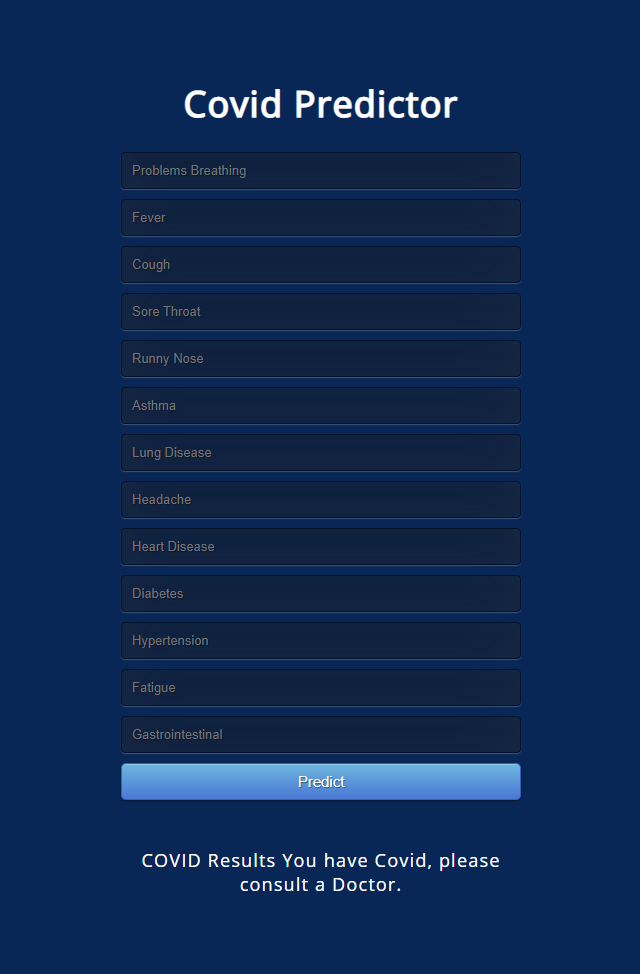 Covid Predictor
Problems Breathing
Fever
Cough
Sore Throat
Runny Nose
Asthma
Lung Disease
Headache
Heart Disease
Diabetes
Hypertension
Fatigue
Gastrointestinal
Predict
COVID Results You have Covid, please
consult a Doctor.